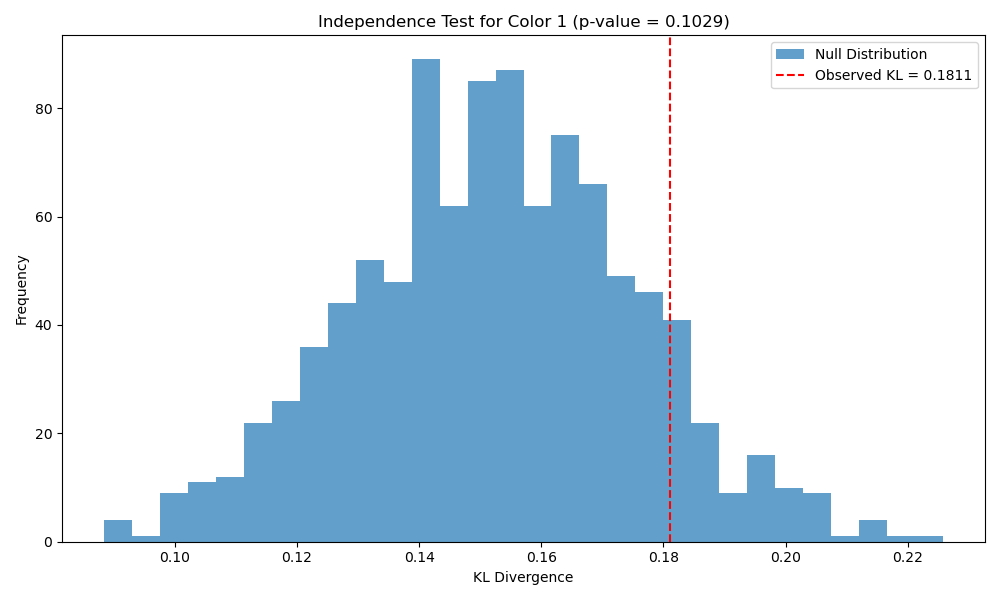 Independence Test for Color 1 (p-value = 0.1029)
Null Distribution
Observed KL = 0.1811
Frequency
80
60
40
20
0
0.10 0.12 0.14 0.16 0.18 0.20 0.22
KL Divergence